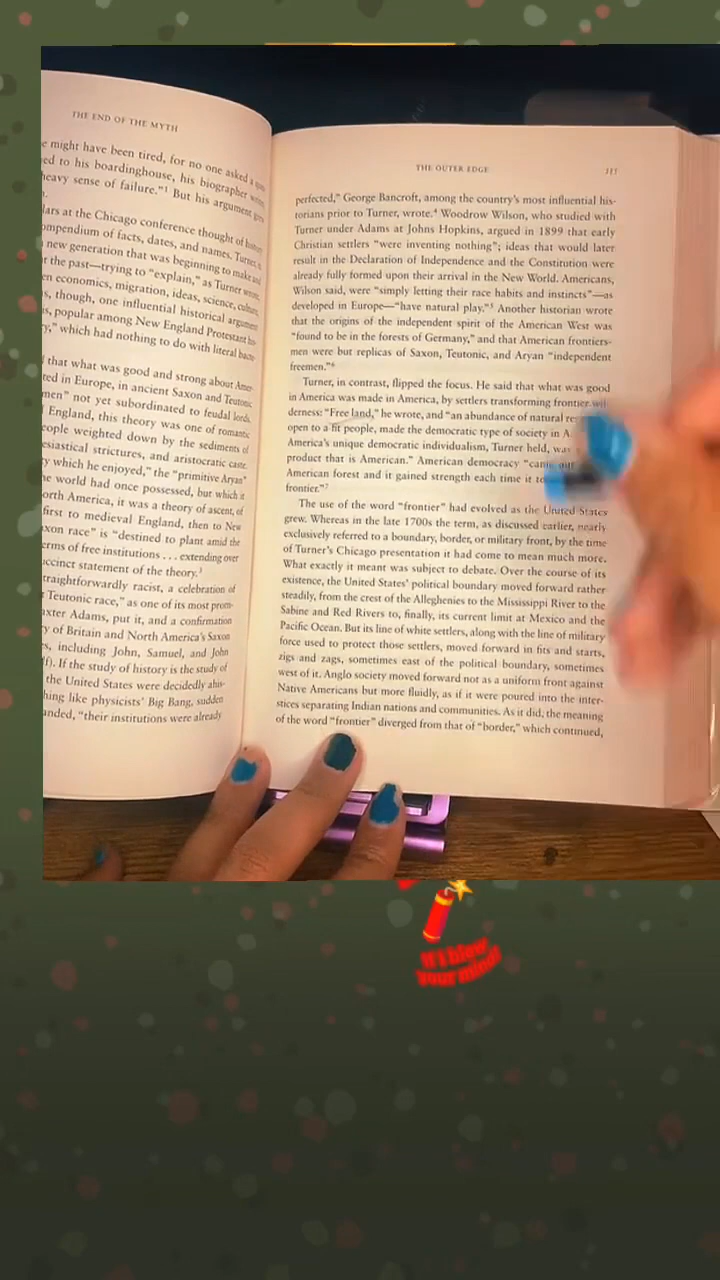 THE END OF THE MYTH
e might have been tired, for no one asked a
ed to his boardinghouse, his biographer
heavy sense of failure.”¹ But his argument
lars at the Chicago conference thought of
ompendium of facts, dates, and names. Turner,
new generation that was beginning to make
t the past—trying to “explain,” as Turner
en economics, migration, ideas, science, culture,
s, though, one influential historical argument
s, popular among New England Protestant
y,” which had nothing to do with literal
that what was good and strong about
ted in Europe, in ancient Saxon and Teutonic
men” not yet subordinated to feudal lords.
England, this theory was one of romantic
eople weighted down by the sediments of
esiastical strictures, and aristocratic caste.
y which he enjoyed,” the “primitive Aryan”
he world had once possessed, but which it
orth America, it was a theory of ascent, of
first to medieval England, then to New
xon race” is “destined to plant amid the
erms of free institutions . . . extending over
uccinct statement of the theory.³
traightforwardly racist, a celebration of
Teutonic race,” as one of its most prom-
axter Adams, put it, and a confirmation
y of Britain and North America’s Saxon
s, including John, Samuel, and John
f). If the study of history is the study of
the United States were decidedly ahis-
hing like physicists’ Big Bang, sudden
anded, “their institutions were already
THE OUTER EDGE
perfected,” George Bancroft, among the country’s most influential his-
torians prior to Turner, wrote.⁴ Woodrow Wilson, who studied with
Turner under Adams at Johns Hopkins, argued in 1899 that early
Christian settlers “were inventing nothing”; ideas that would later
result in the Declaration of Independence and the Constitution were
already fully formed upon their arrival in the New World. Americans,
Wilson said, were “simply letting their race habits and instincts”—as
developed in Europe—“have natural play.”⁵ Another historian wrote
that the origins of the independent spirit of the American West was
“found to be in the forests of Germany,” and that American frontiers-
men were but replicas of Saxon, Teutonic, and Aryan “independent
freemen.”⁶
Turner, in contrast, flipped the focus. He said that what was good
in America was made in America, by settlers transforming frontier wil-
derness: “Free land,” he wrote, and “an abundance of natural
open to a fit people, made the democratic type of society in
America’s unique democratic individualism, Turner held, was
product that is American.” American democracy “came out
American forest and it gained strength each time it
frontier.”⁷
The use of the word “frontier” had evolved as the United States
grew. Whereas in the late 1700s the term, as discussed earlier, nearly
exclusively referred to a boundary, border, or military front, by the time
of Turner’s Chicago presentation it had come to mean much more.
What exactly it meant was subject to debate. Over the course of its
existence, the United States’ political boundary moved forward rather
steadily, from the crest of the Alleghenies to the Mississippi River to the
Sabine and Red Rivers to, finally, its current limit at Mexico and the
Pacific Ocean. But its line of white settlers, along with the line of military
force used to protect those settlers, moved forward in fits and starts,
zigs and zags, sometimes east of the political boundary, sometimes
west of it. Anglo society moved forward not as a uniform front against
Native Americans but more fluidly, as if it were poured into the inter-
stices separating Indian nations and communities. As it did, the meaning
of the word “frontier” diverged from that of “border,” which continued,
blew
your mind!